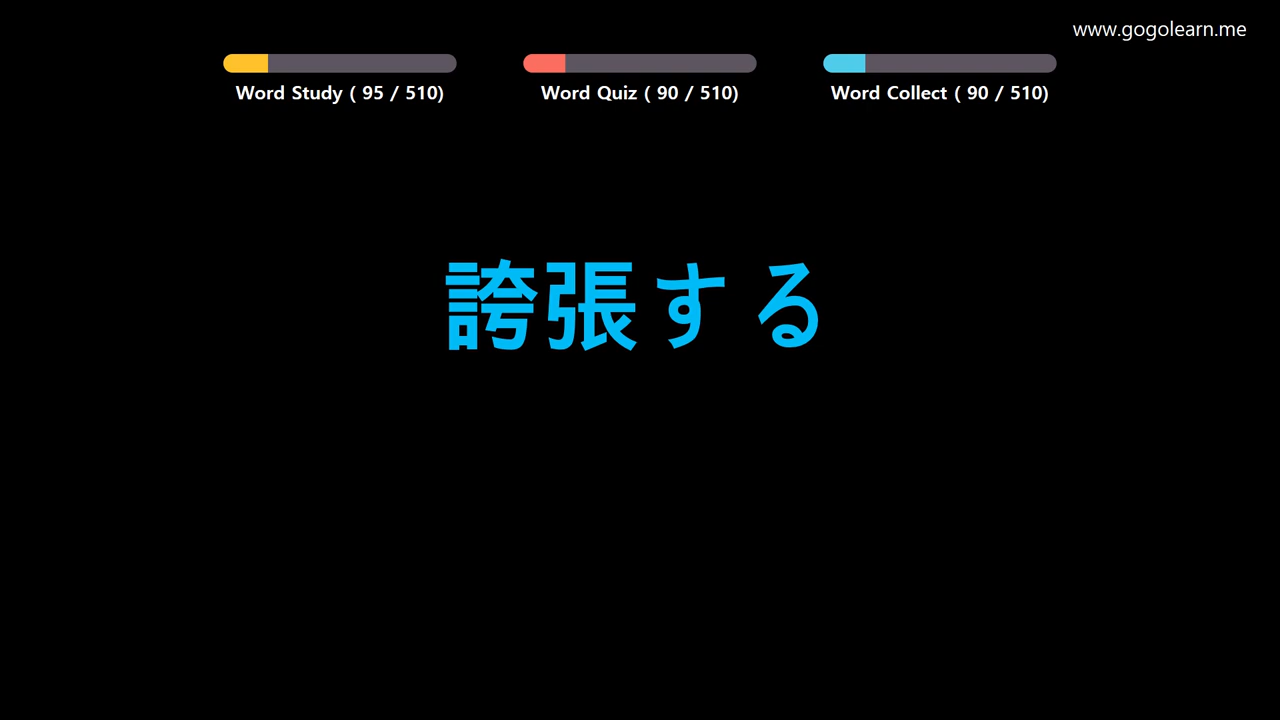 www.gogolearn.me
Word Study ( 95 / 510)
Word Quiz ( 90 / 510)
Word Collect ( 90 / 510)
誇張する